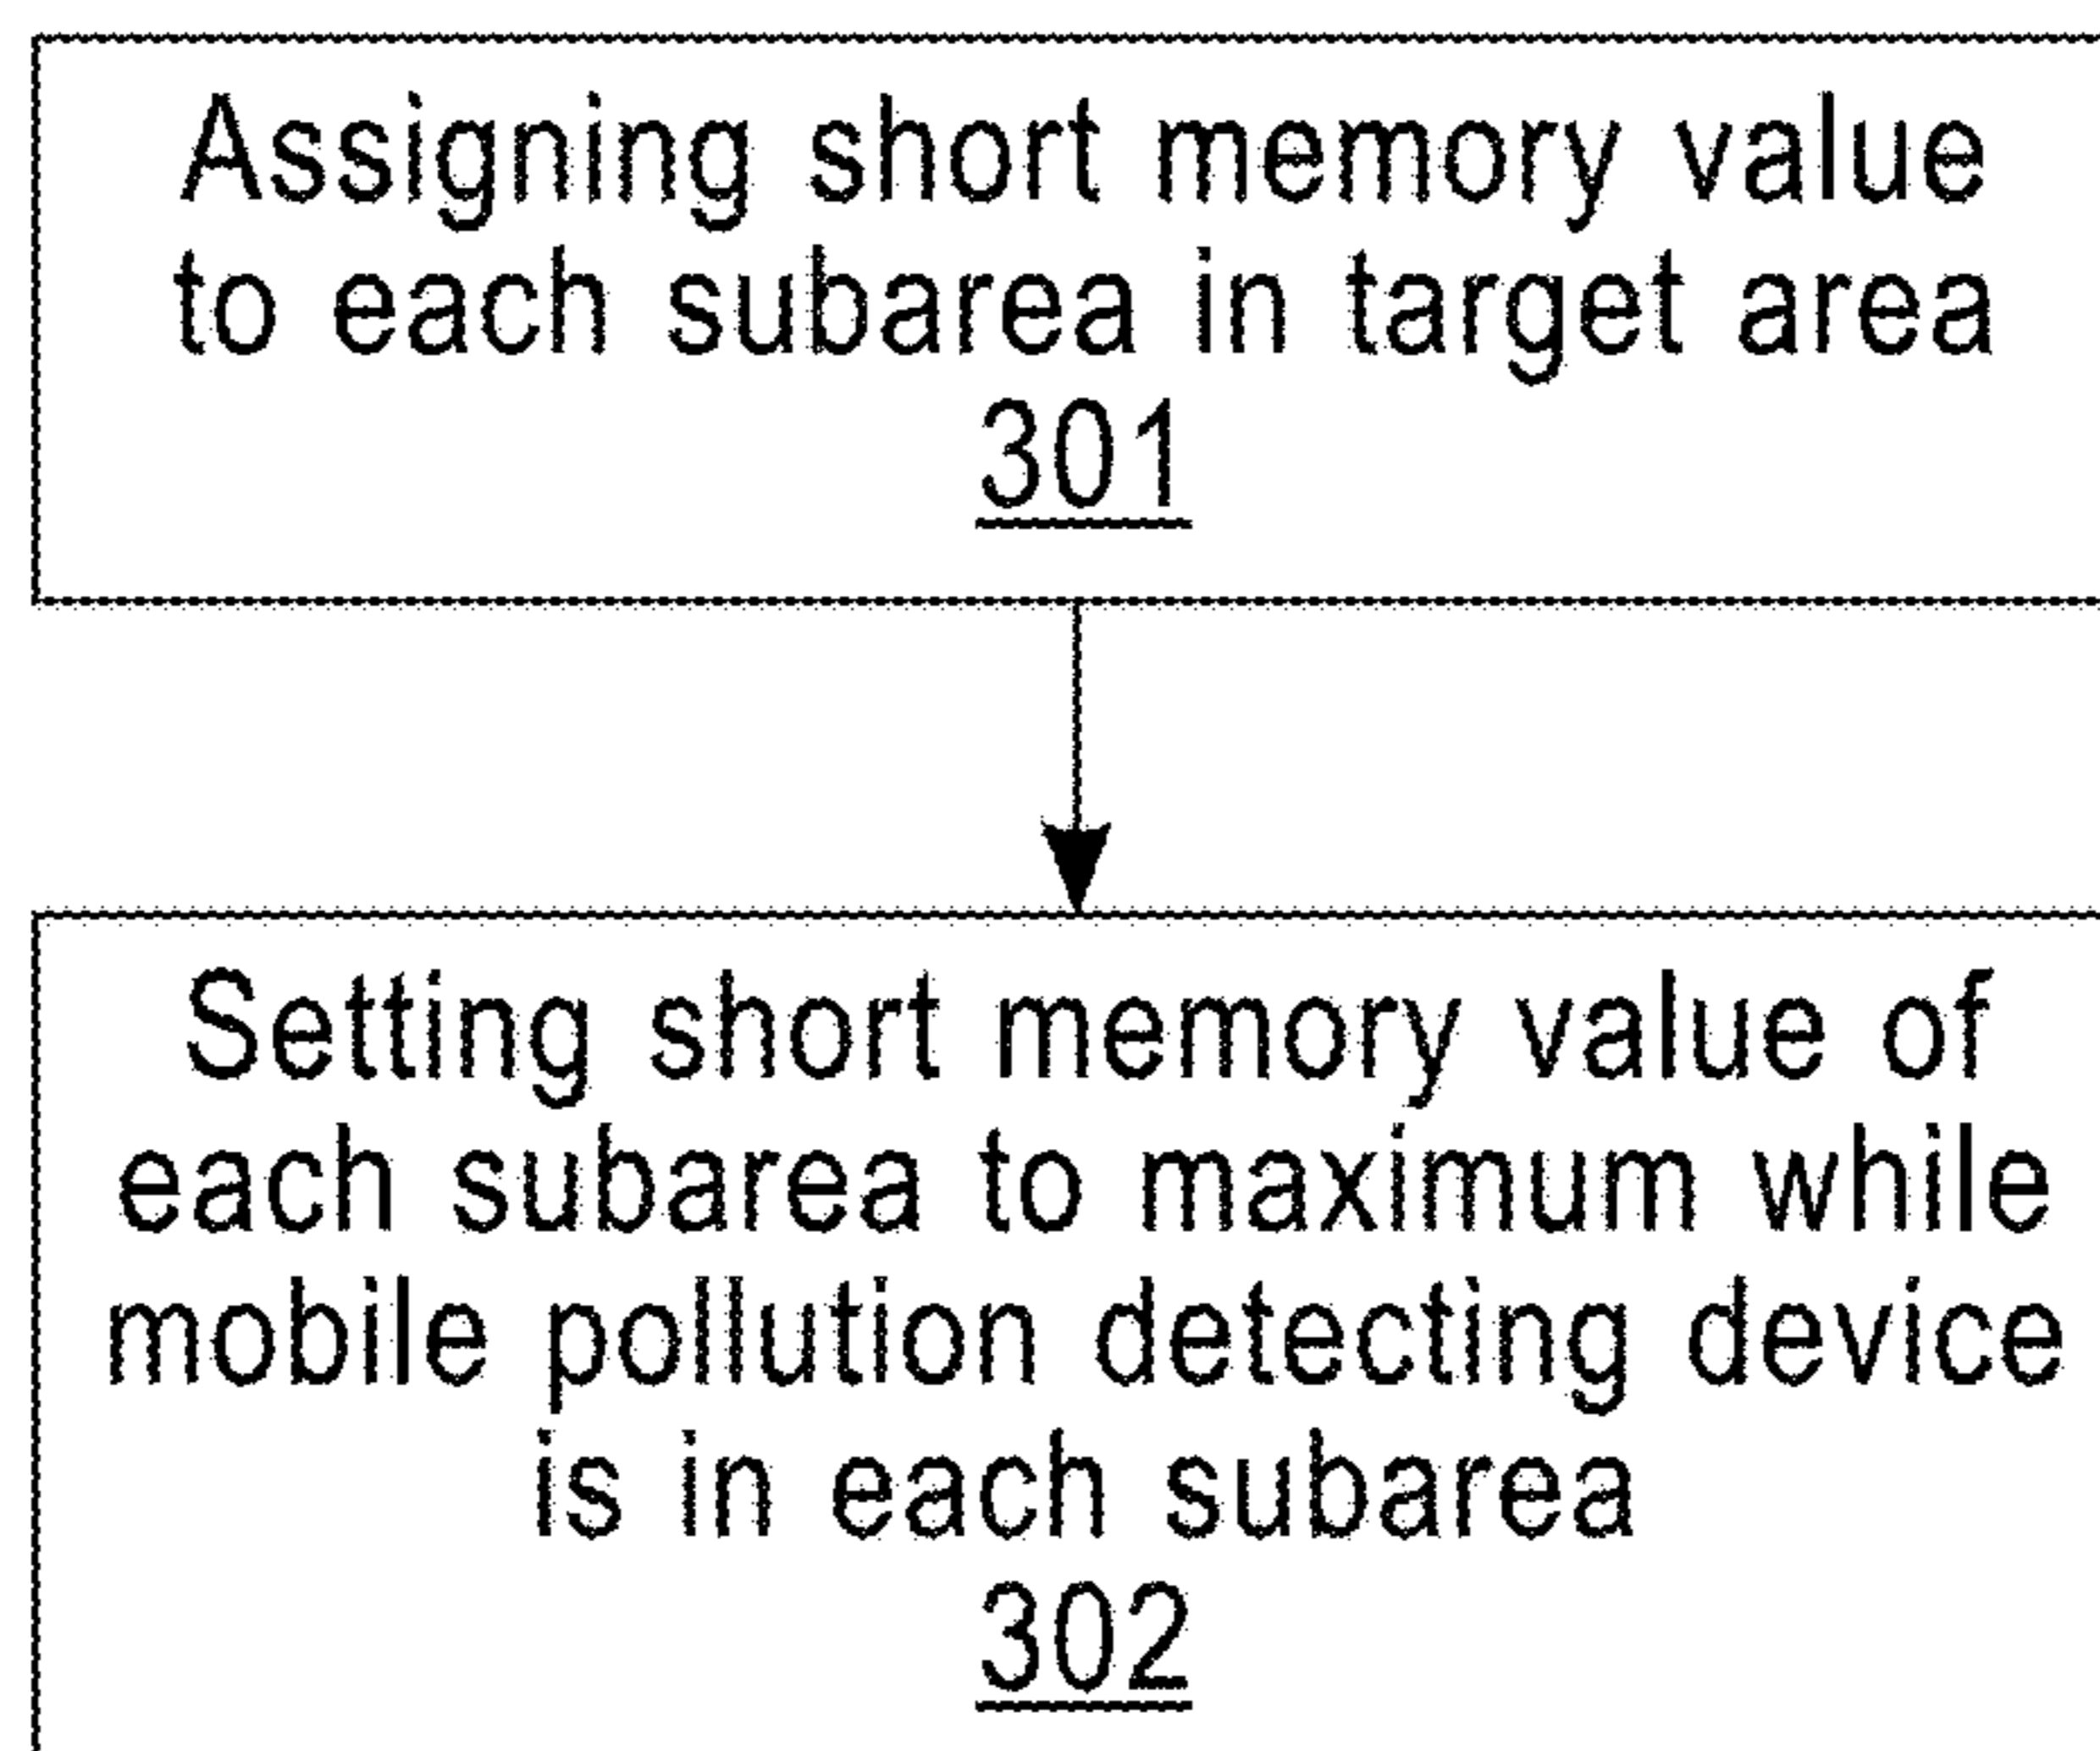 Assigning short memory value
to each subarea in target area
301
Setting short memory value of
each subarea to maximum while
mobile pollution detecting device
is in each subarea
302